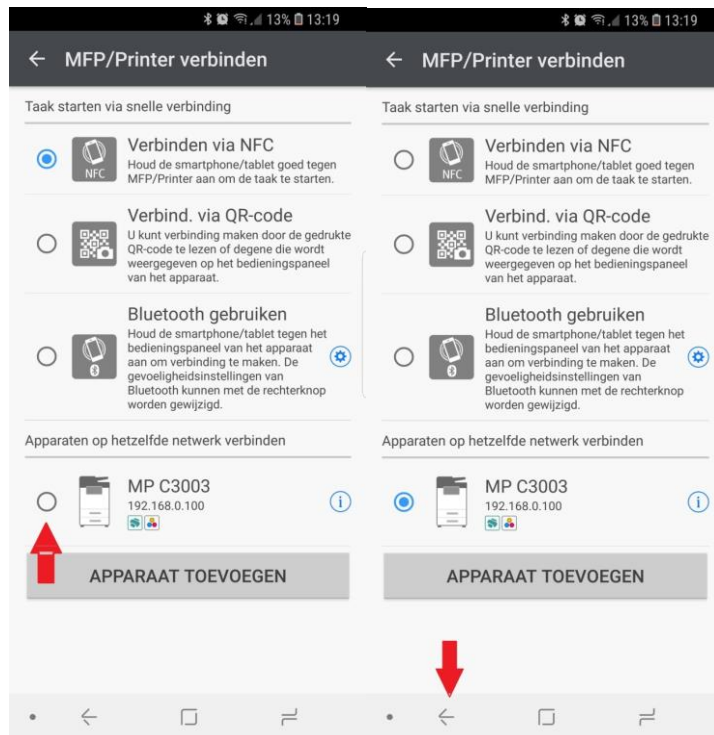 13% 13:19
MFP/Printer verbinden
Taak starten via snelle verbinding
Verbinden via NFC
Houd de smartphone/tablet goed tegen
MFP/Printer aan om de taak te starten.
NFC
Verbind. via QR-code
U kunt verbinding maken door de gedrukte
QR-code te lezen of degene die wordt
weergegeven op het bedieningspaneel
van het apparaat.
Bluetooth gebruiken
Houd de smartphone/tablet tegen het
bedieningspaneel van het apparaat
aan om verbinding te maken. De
gevoeligheidsinstellingen van
Bluetooth kunnen met de rechterknop
worden gewijzigd.
Apparaten op hetzelfde netwerk verbinden
MP C3003
192.168.0.100
APPARAAT TOEVOEGEN
13% 13:19
MFP/Printer verbinden
Taak starten via snelle verbinding
Verbinden via NFC
Houd de smartphone/tablet goed tegen
MFP/Printer aan om de taak te starten.
NFC
Verbind. via QR-code
U kunt verbinding maken door de gedrukte
QR-code te lezen of degene die wordt
weergegeven op het bedieningspaneel
van het apparaat.
Bluetooth gebruiken
Houd de smartphone/tablet tegen het
bedieningspaneel van het apparaat
aan om verbinding te maken. De
gevoeligheidsinstellingen van
Bluetooth kunnen met de rechterknop
worden gewijzigd.
Apparaten op hetzelfde netwerk verbinden
MP C3003
192.168.0.100
APPARAAT TOEVOEGEN